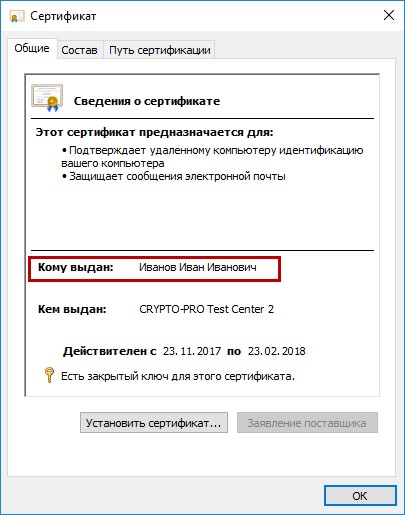 Сертификат
Общие Состав Путь сертификации
Сведения о сертификате
Этот сертификат предназначается для:
• Подтверждает удаленному компьютеру идентификацию
вашего компьютера
• Защищает сообщения электронной почты
Кому выдан: Иванов Иван Иванович
Кем выдан: CRYPTO-PRO Test Center 2
Действителен с 23. 11. 2017 по 23. 02. 2018
Есть закрытый ключ для этого сертификата.
Установить сертификат... Заявление поставщика
ОК